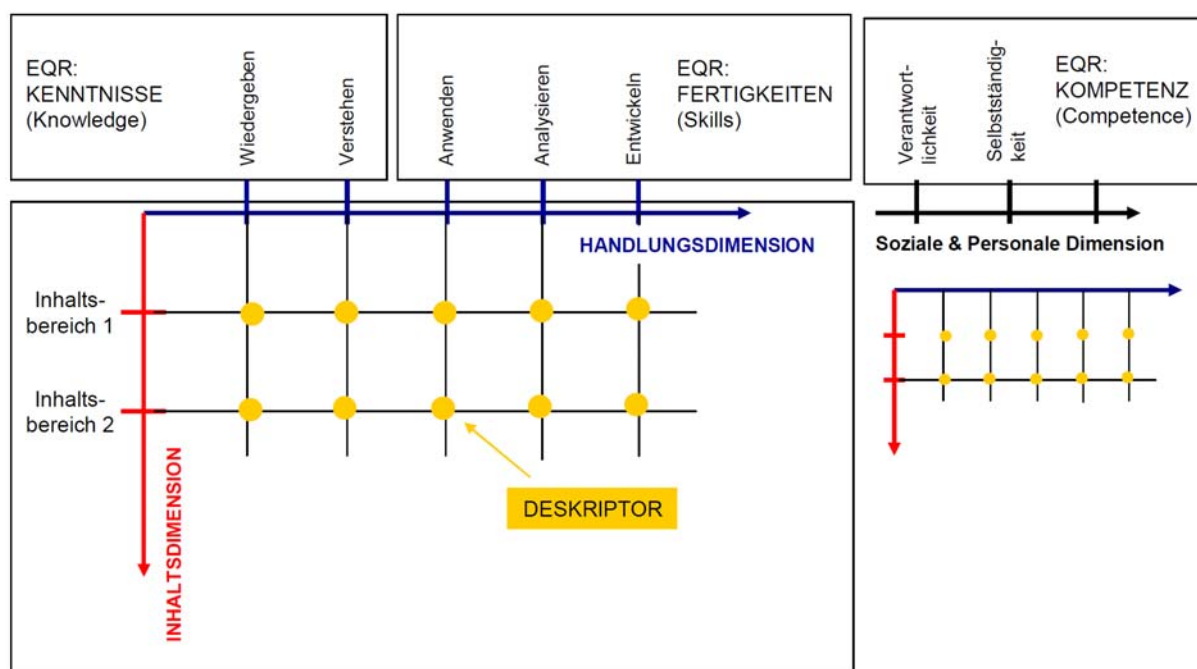 EQR:
KENNTNISSE
(Knowledge)
Wiedergeben
Verstehen
Anwenden
Analysieren
Entwickeln
EQR:
FERTIGKEITEN
(Skills)
Verantwort-
lichkeit
Selbstständig-
keit
EQR:
KOMPETENZ
(Competence)
HANDLUNGSDIMENSION
Soziale & Personale Dimension
Inhalts-
bereich 1
Inhalts-
bereich 2
INHALTSDIMENSION
DESKRIPTOR